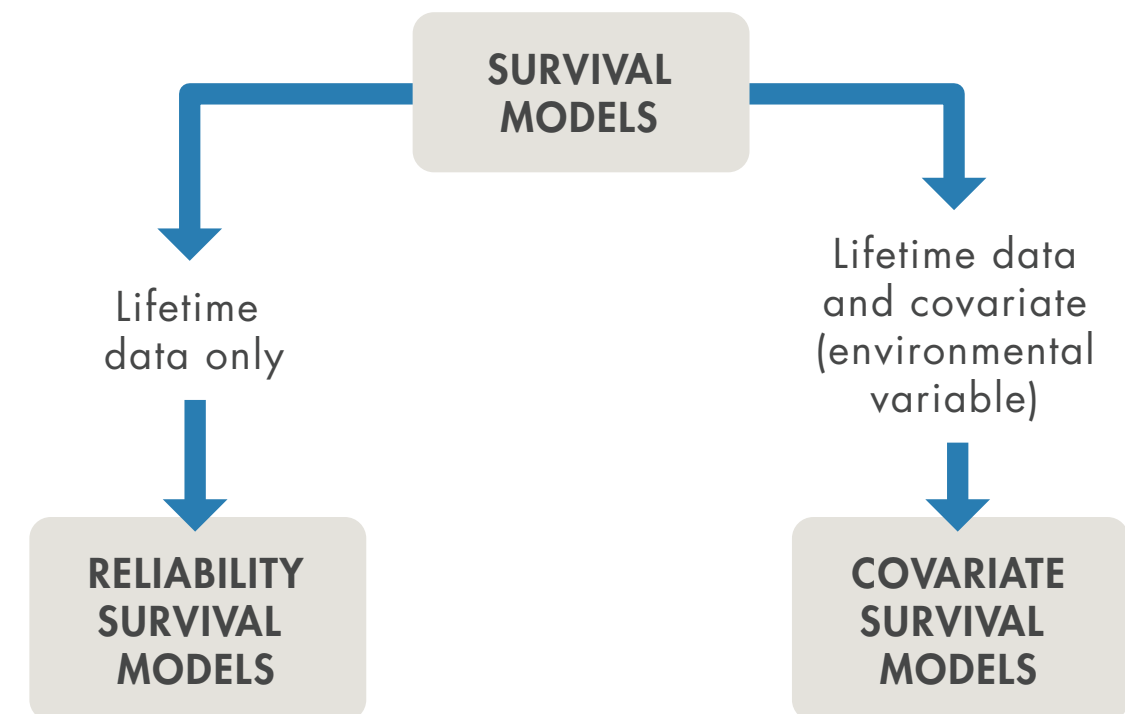 SURVIVAL
MODELS
Lifetime
data only
Lifetime data
and covariate
(environmental
variable)
RELIABILITY
SURVIVAL
MODELS
COVARIATE
SURVIVAL
MODELS